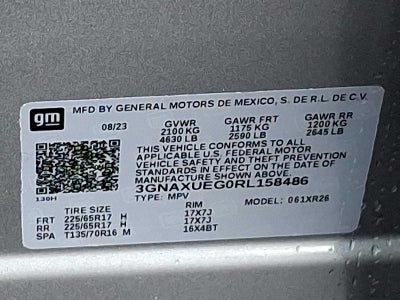 gm MFD BY GENERAL MOTORS DE MEXICO, S. DE R.L. DE C.V.
08/23 GVWR GAWR FRT GAWR RR
2100 KG 1175 KG 1200 KG
4630 LB 2590 LB 2645 LB
THIS VEHICLE CONFORMS TO ALL
APPLICABLE U.S. FEDERAL MOTOR
VEHICLE SAFETY AND THEFT PREVENTION
STANDARDS IN EFFECT ON THE DATE OF
MANUFACTURE SHOWN ABOVE.
3GNAXUEG0RL158486
130H TYPE: MPV MODEL: 061XR26
TIRE SIZE RIM
FRT 225/65R17 H 17X7J
RR 225/65R17 H 17X7J
SPA T135/70R16 M 16X4BT